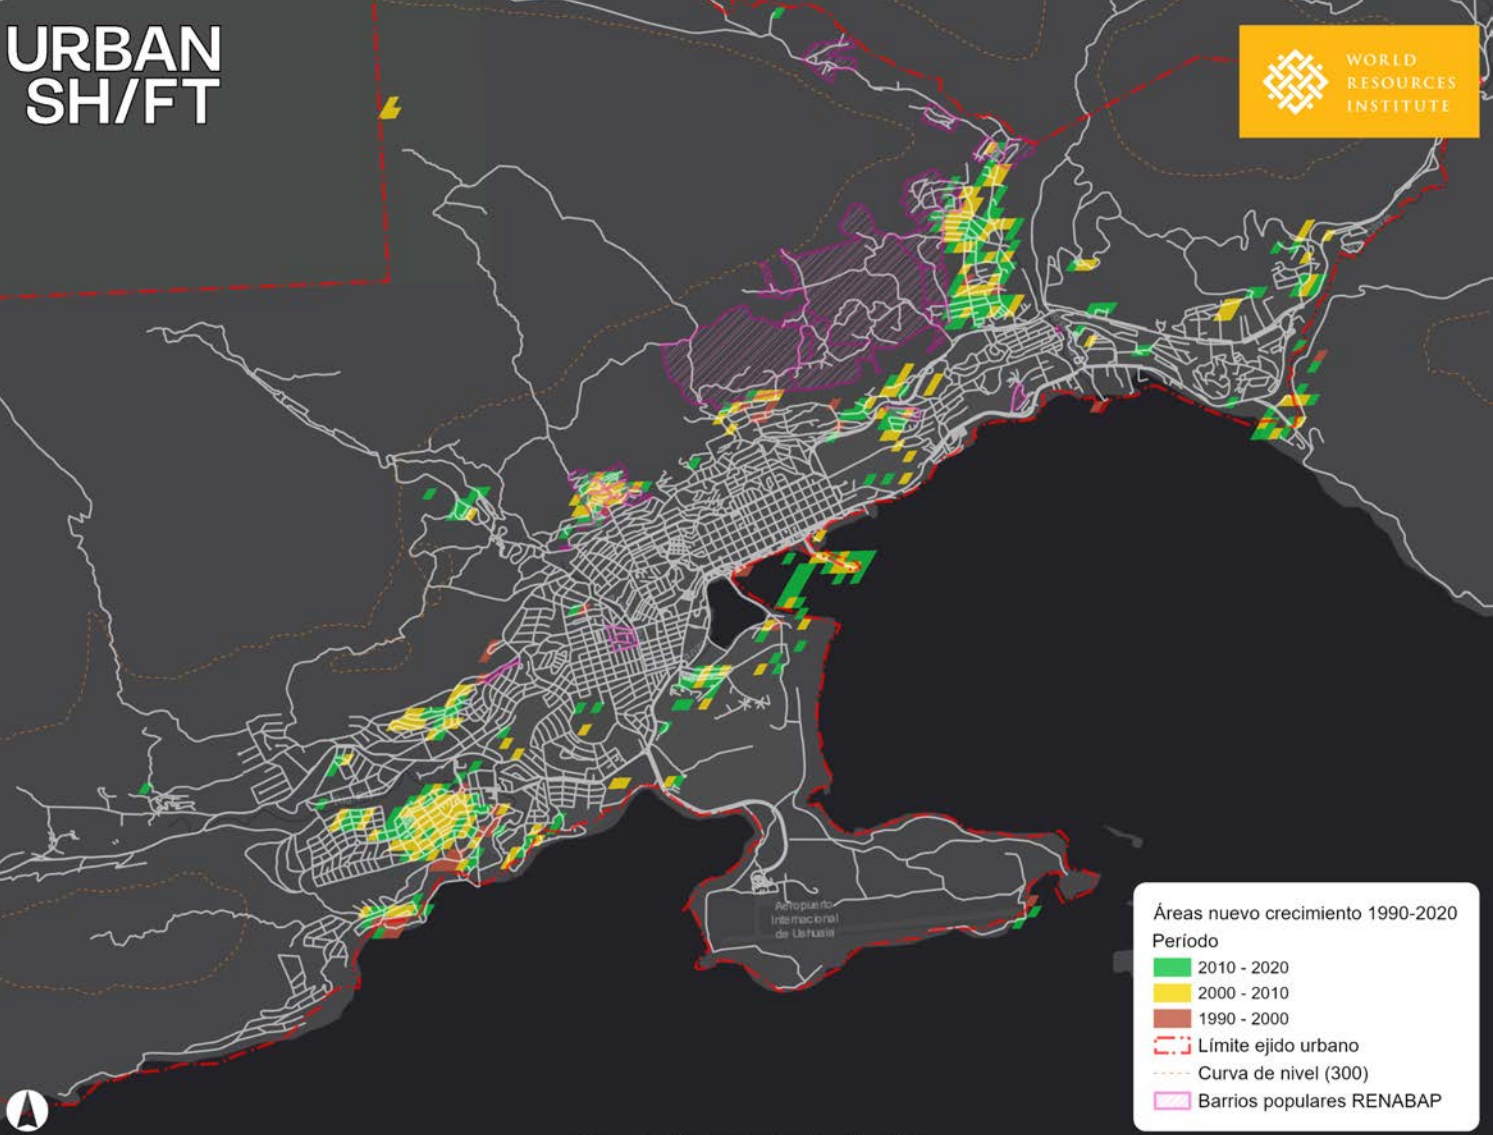 URBAN
SH/FT
WORLD
RESOURCES
INSTITUTE
Aeropuerto
Internacional
de Ushuaia
Áreas nuevo crecimiento 1990-2020
Período
2010 - 2020
2000 - 2010
1990 - 2000
Límite ejido urbano
Curva de nivel (300)
Barrios populares RENABAP